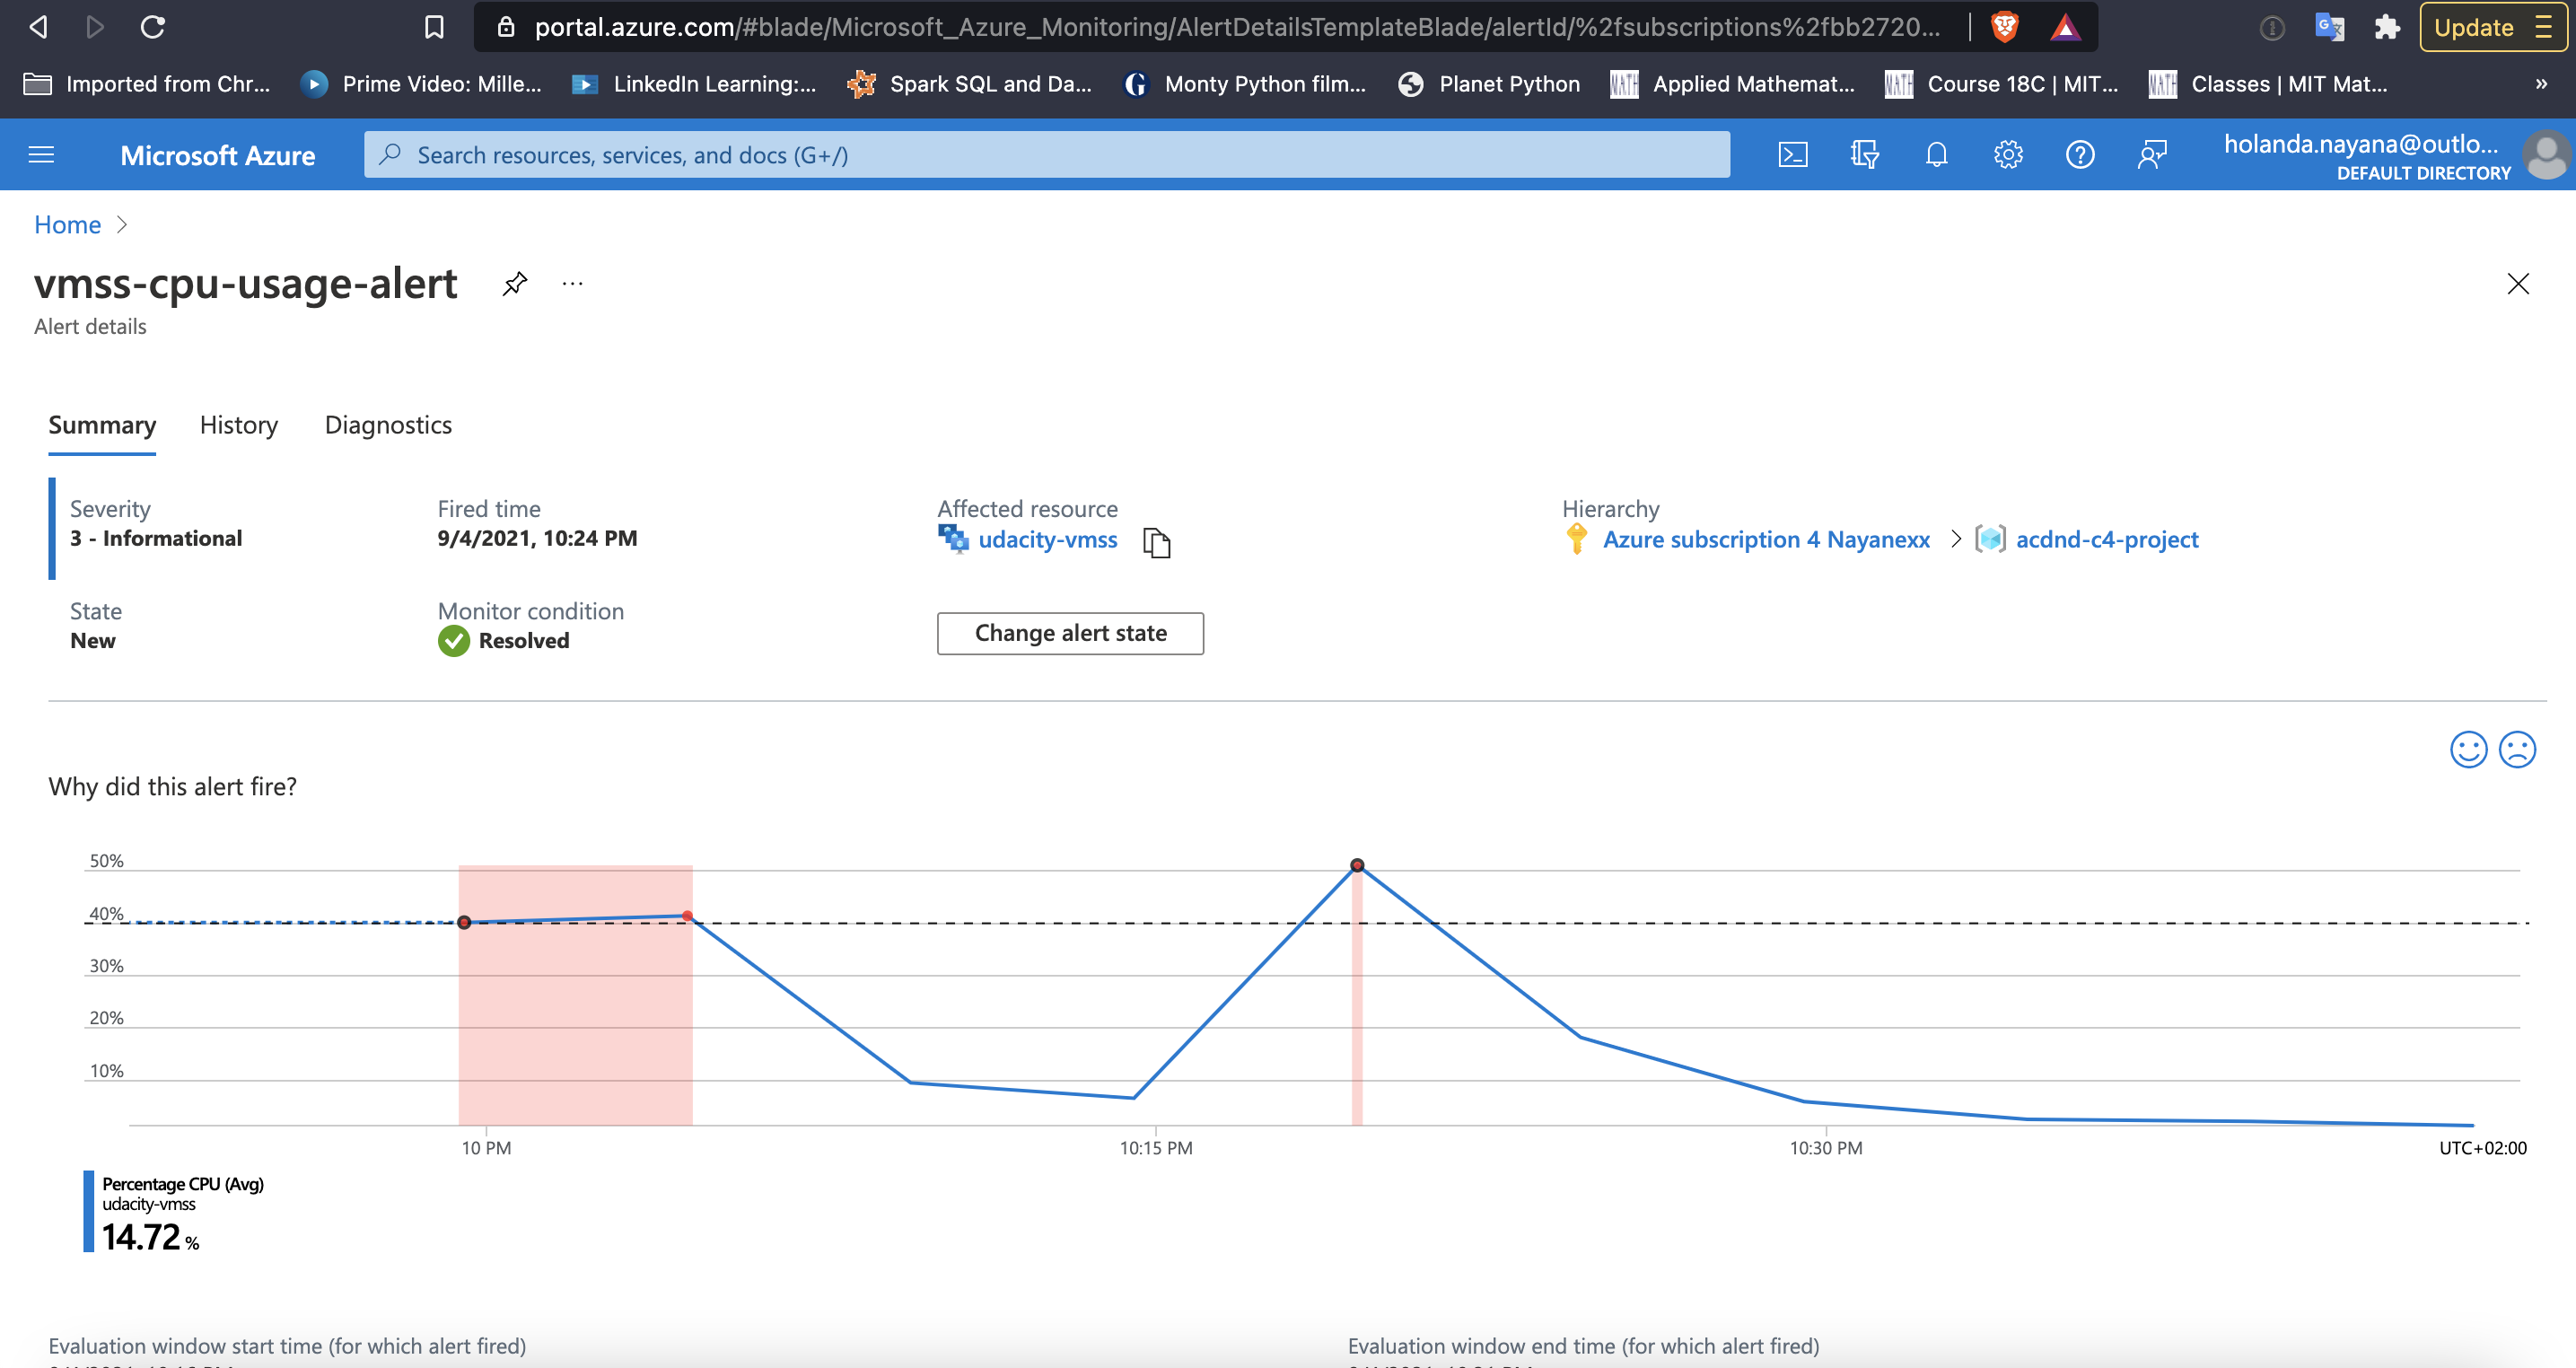 portal.azure.com/#blade/Microsoft_Azure_Monitoring/AlertDetailsTemplateBlade/alertId/%2fsubscriptions%2fbb2720...
Update
Imported from Chr...
Prime Video: Mille...
LinkedIn Learning:...
Spark SQL and Da...
Monty Python film...
Planet Python
Applied Mathemat...
Course 18C | MIT...
Classes | MIT Mat...
»
Microsoft Azure
Search resources, services, and docs (G+/)
holanda.nayana@outlo...
DEFAULT DIRECTORY
Home >
vmss-cpu-usage-alert
...
Alert details
Summary
History
Diagnostics
Severity
3 - Informational
Fired time
9/4/2021, 10:24 PM
Affected resource
udacity-vmss
Hierarchy
Azure subscription 4 Nayanexx > acdnd-c4-project
State
New
Monitor condition
Resolved
Change alert state
Why did this alert fire?
50%
40%
30%
20%
10%
10 PM
10:15 PM
10:30 PM
UTC+02:00
Percentage CPU (Avg)
udacity-vmss
14.72 %
Evaluation window start time (for which alert fired)
Evaluation window end time (for which alert fired)